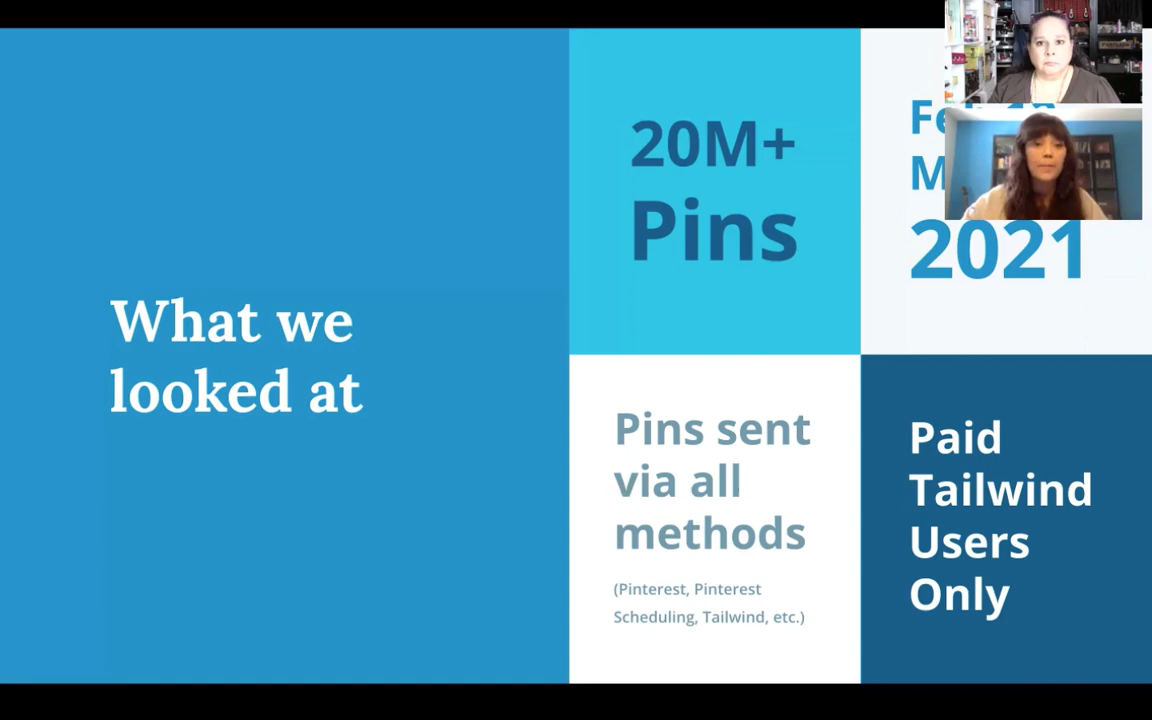 What we
looked at
20M+
Pins
2021
Pins sent
via all
methods
(Pinterest, Pinterest
Scheduling, Tailwind, etc.)
Paid
Tailwind
Users
Only